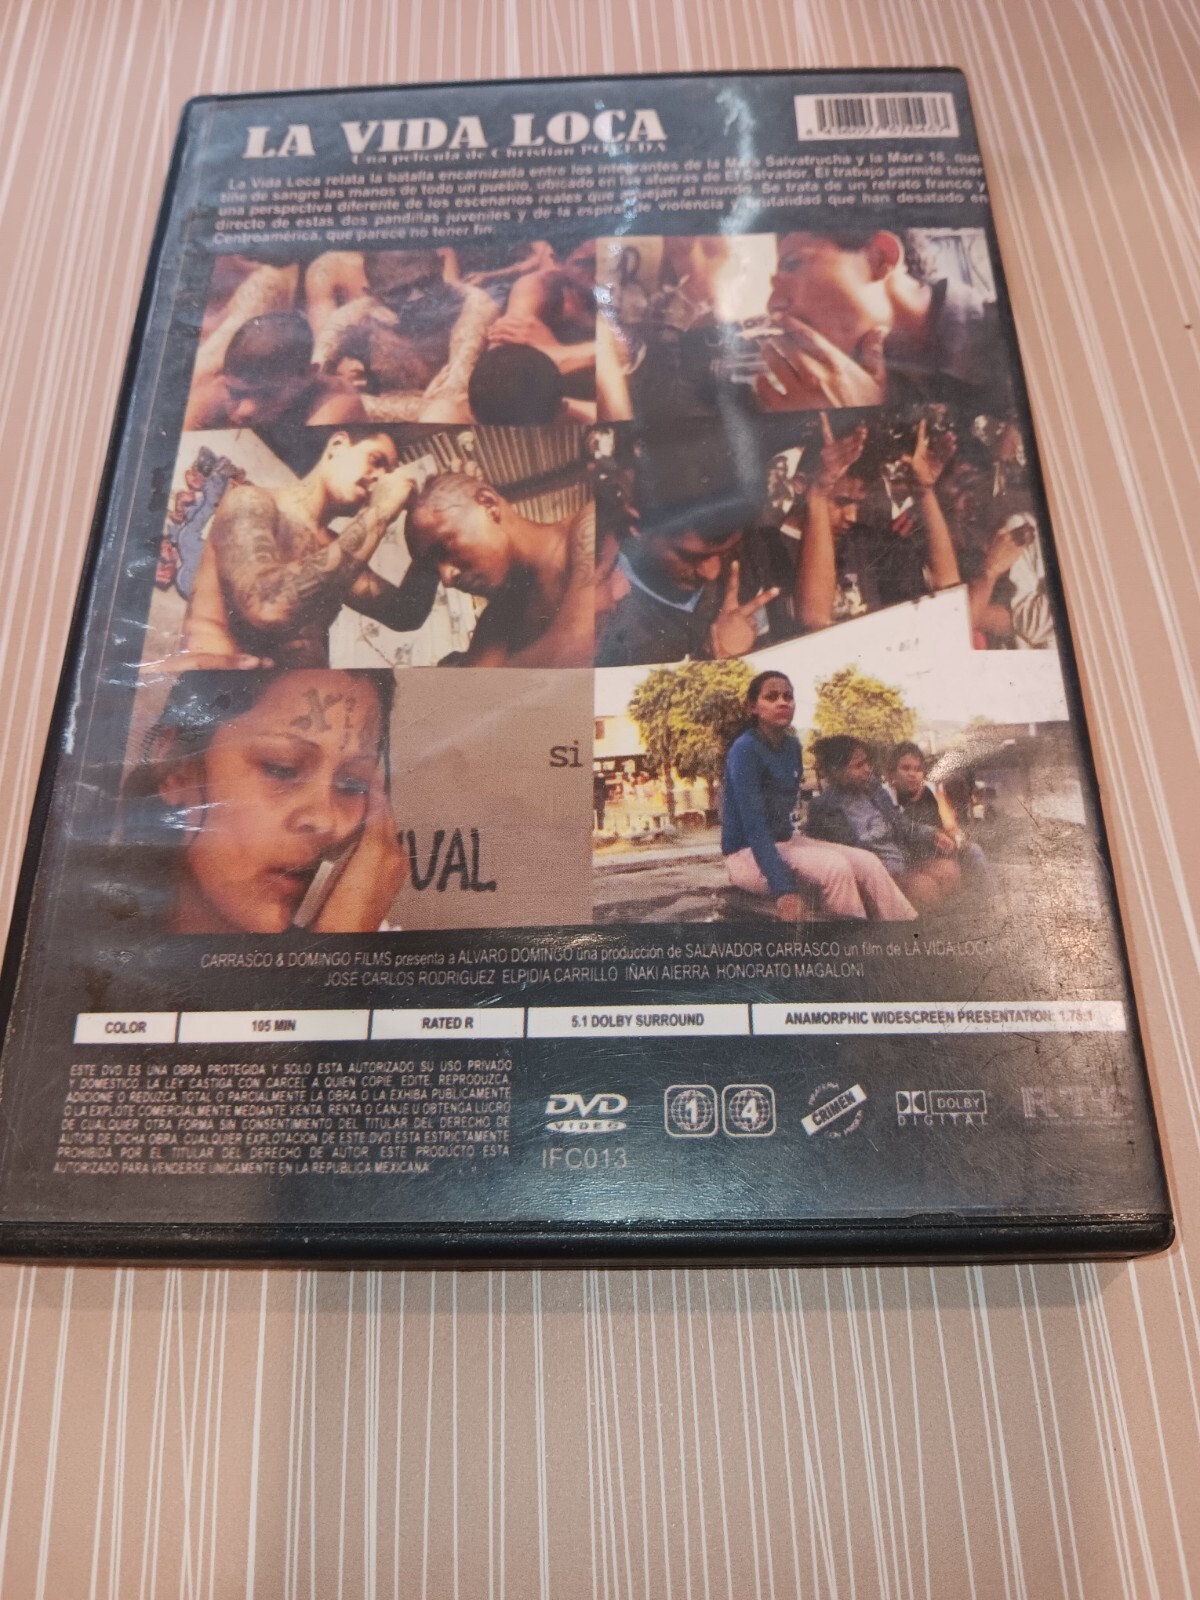 LA VIDA LOCA
Una película de Christian POVEDA
La Vida Loca relata la batalla encarnizada entre los integrantes de la Mara Salvatrucha y la Mara 18, que
tiñe de sangre las manos de todo un pueblo, ubicado en las afueras de El Salvador. El trabajo permite tener
una perspectiva diferente de los escenarios reales que aquejan al mundo. Se trata de un retrato franco y
directo de estas dos pandillas juveniles y de la espiral de violencia y brutalidad que han desatado en
Centroamérica, que parece no tener fin.
si
VAL
CARRASCO & DOMINGO FILMS presenta a ALVARO DOMINGO una producción de SALAVADOR CARRASCO un film de LA VIDA LOCA
JOSE CARLOS RODRIGUEZ ELPIDIA CARRILLO IÑAKI AIERRA HONORATO MAGALONI
COLOR 105 MIN RATED R 5.1 DOLBY SURROUND ANAMORPHIC WIDESCREEN PRESENTATION: 1.78:1
ESTE DVD ES UNA OBRA PROTEGIDA Y SOLO ESTA AUTORIZADO SU USO PRIVADO
Y DOMESTICO. LA LEY CASTIGA CON CARCEL A QUIEN COPIE, EDITE, REPRODUZCA,
ADICIONE O REDUZCA TOTAL O PARCIALMENTE LA OBRA O LA EXHIBA PUBLICAMENTE
O LA EXPLOTE COMERCIALMENTE MEDIANTE VENTA, RENTA O CANJE U OBTENGA LUCRO
DE CUALQUIER OTRA FORMA SIN CONSENTIMIENTO DEL TITULAR DEL DERECHO DE
AUTOR DE DICHA OBRA. CUALQUIER EXPLOTACION DE ESTE DVD ESTA ESTRICTAMENTE
PROHIBIDA POR EL TITULAR DEL DERECHO DE AUTOR. ESTE PRODUCTO ESTA
AUTORIZADO PARA VENDERSE UNICAMENTE EN LA REPUBLICA MEXICANA.
DVD
VIDEO
IFC013
1 4
CRIMEN
DOLBY
DIGITAL